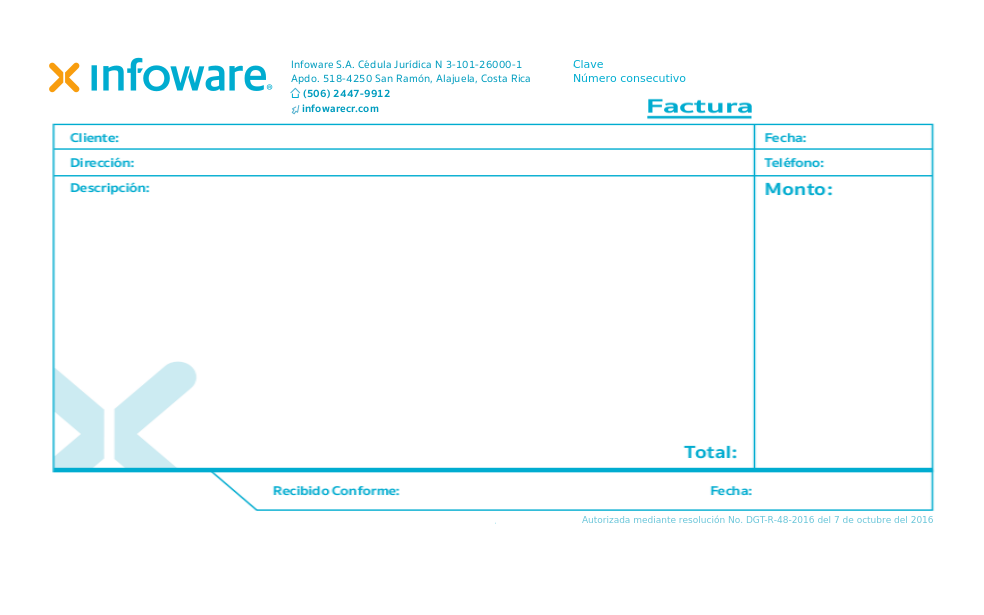 infoware®
Infoware S.A. Cèdula Jurídica N 3-101-26000-1
Apdo. 518-4250 San Ramón, Alajuela, Costa Rica
(506) 2447-9912
infowarecr.com
Clave
Número consecutivo
Factura
Cliente:
Fecha:
Dirección:
Teléfono:
Descripción:
Monto:
Total:
Recibido Conforme:
Fecha:
Autorizada mediante resolución No. DGT-R-48-2016 del 7 de octubre del 2016